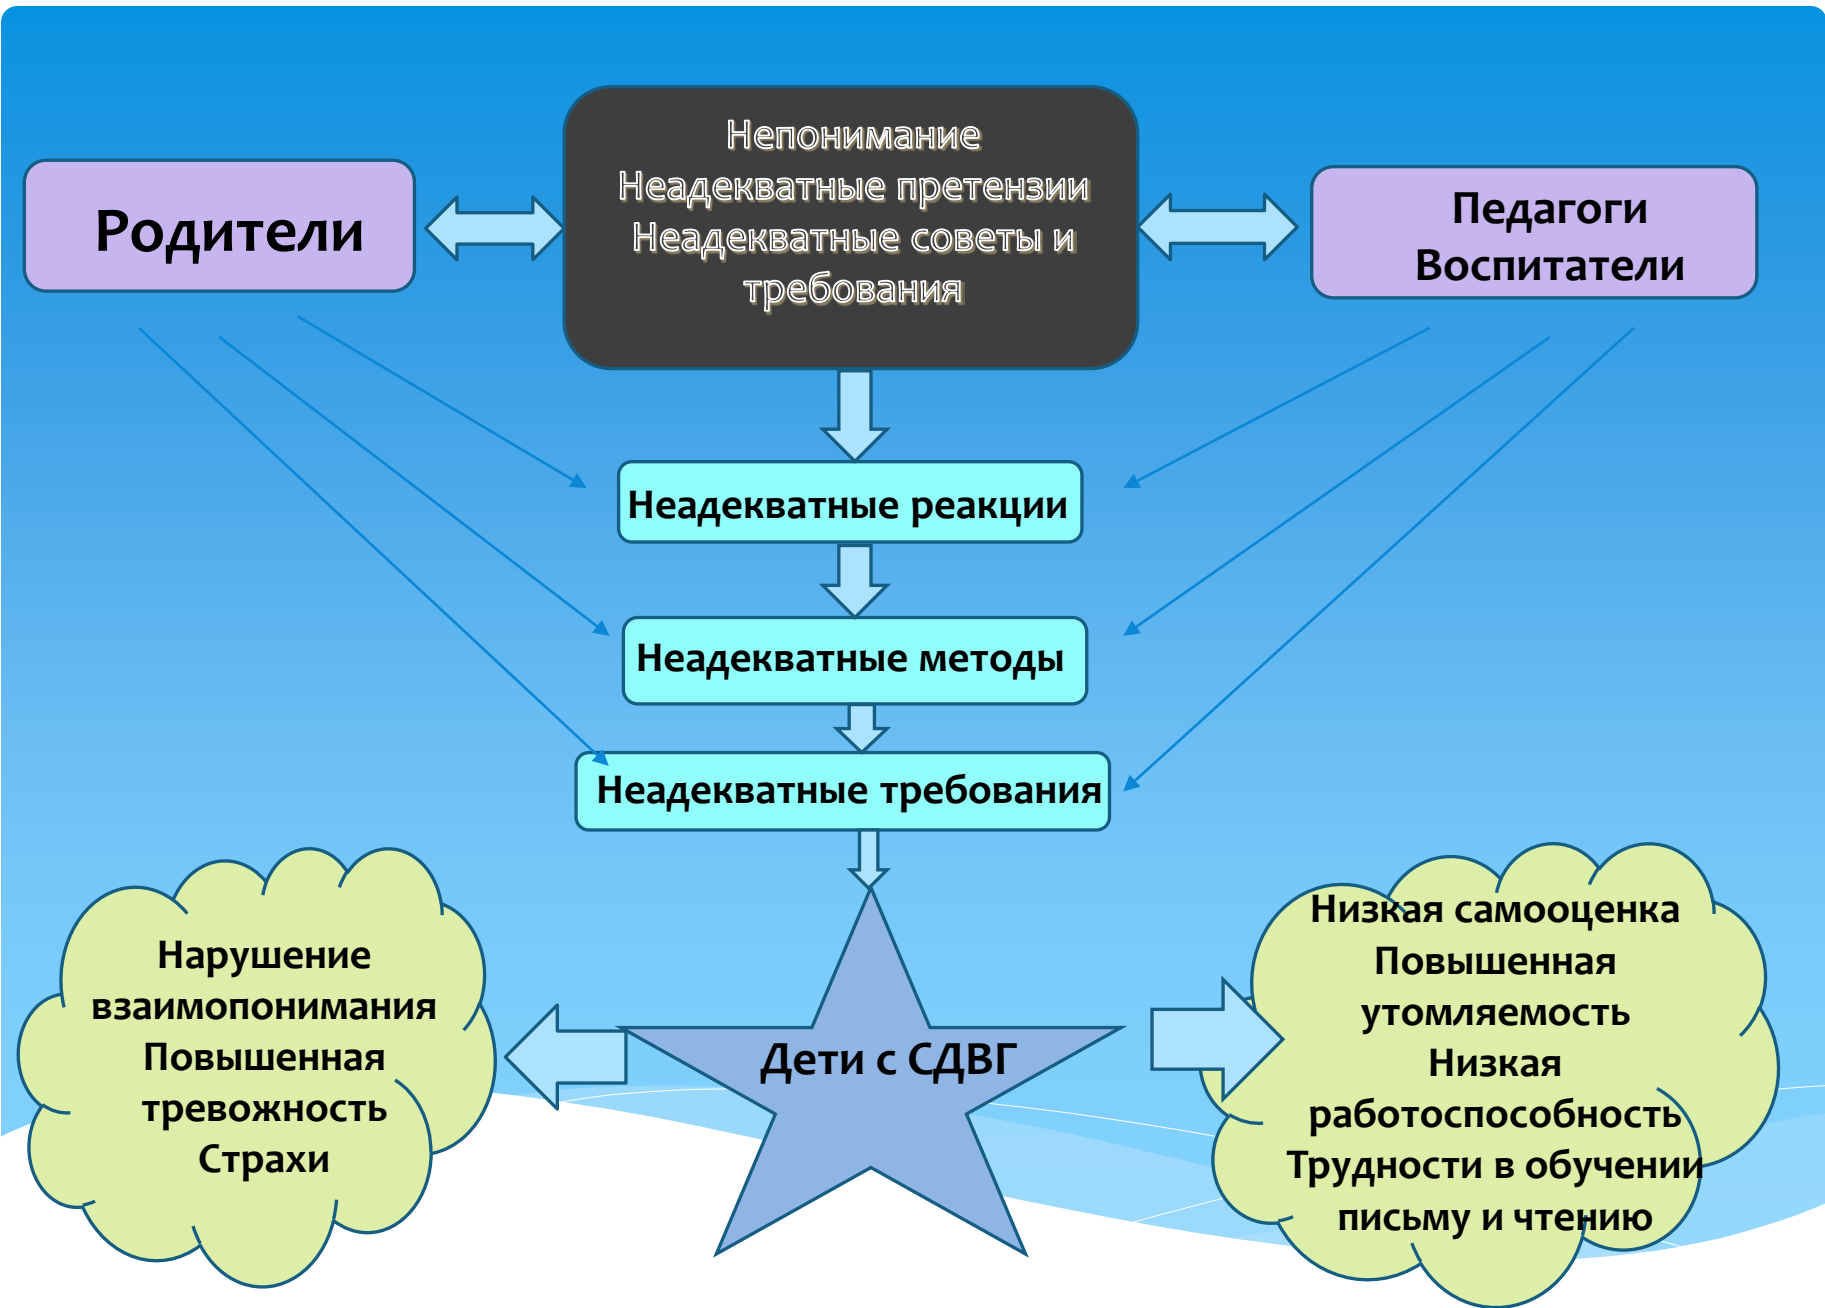 Непонимание
Неадекватные претензии
Неадекватные советы и
требования
Родители
Педагоги
Воспитатели
Неадекватные реакции
Неадекватные методы
Неадекватные требования
Нарушение
взаимопонимания
Повышенная
тревожность
Страхи
Дети с СДВГ
Низкая самооценка
Повышенная
утомляемость
Низкая
работоспособность
Трудности в обучении
письму и чтению